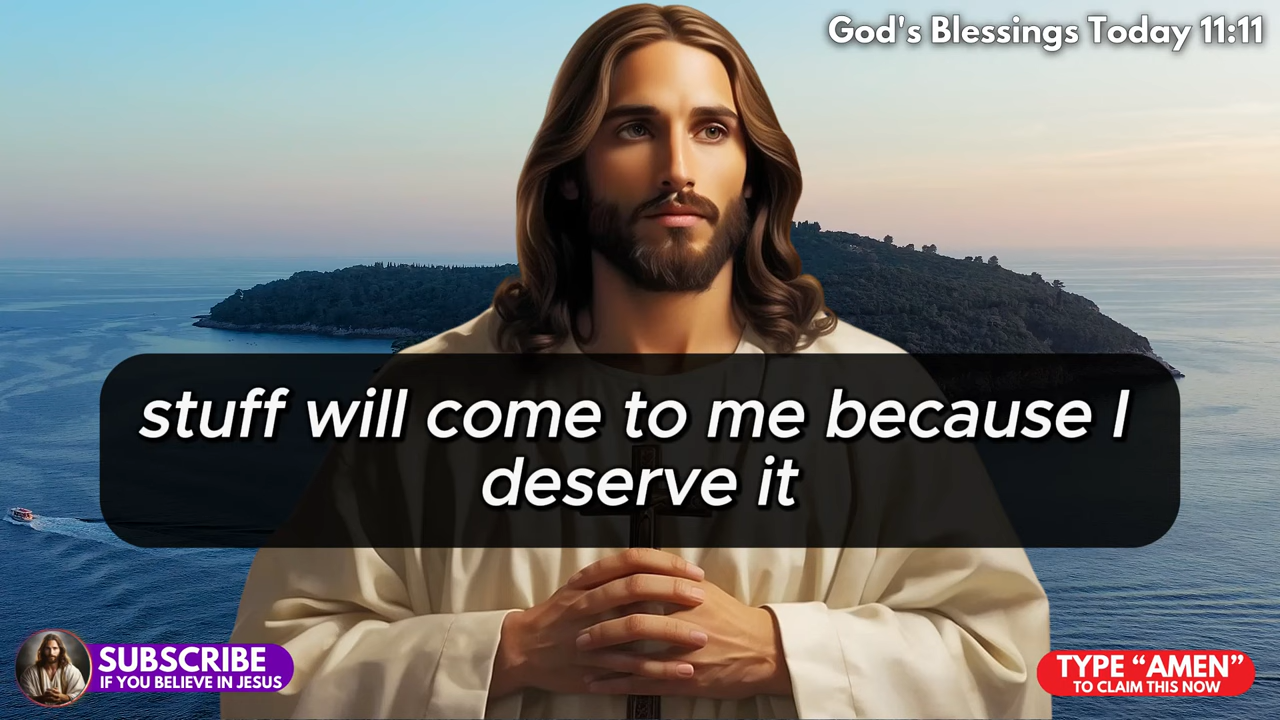 God's Blessings Today 11:11
stuff will come to me because I
deserve it
SUBSCRIBE
IF YOU BELIEVE IN JESUS
TYPE “AMEN”
TO CLAIM THIS NOW